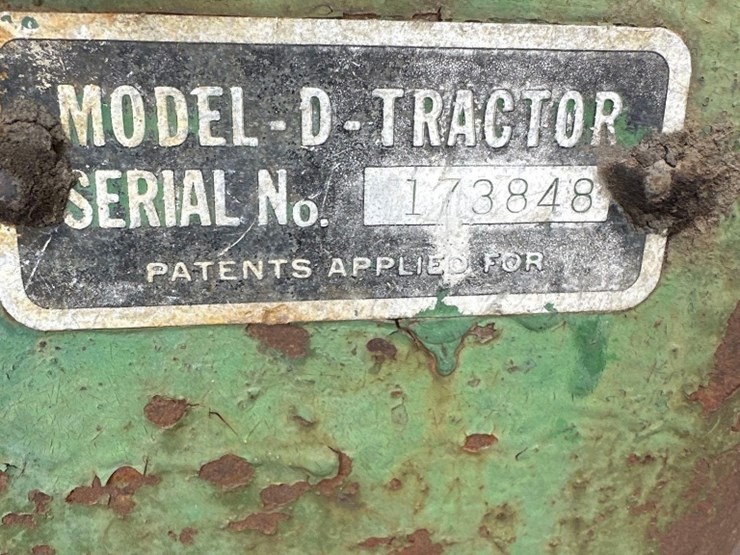 MODEL-D-TRACTOR
SERIAL No. 173848
PATENTS APPLIED FOR